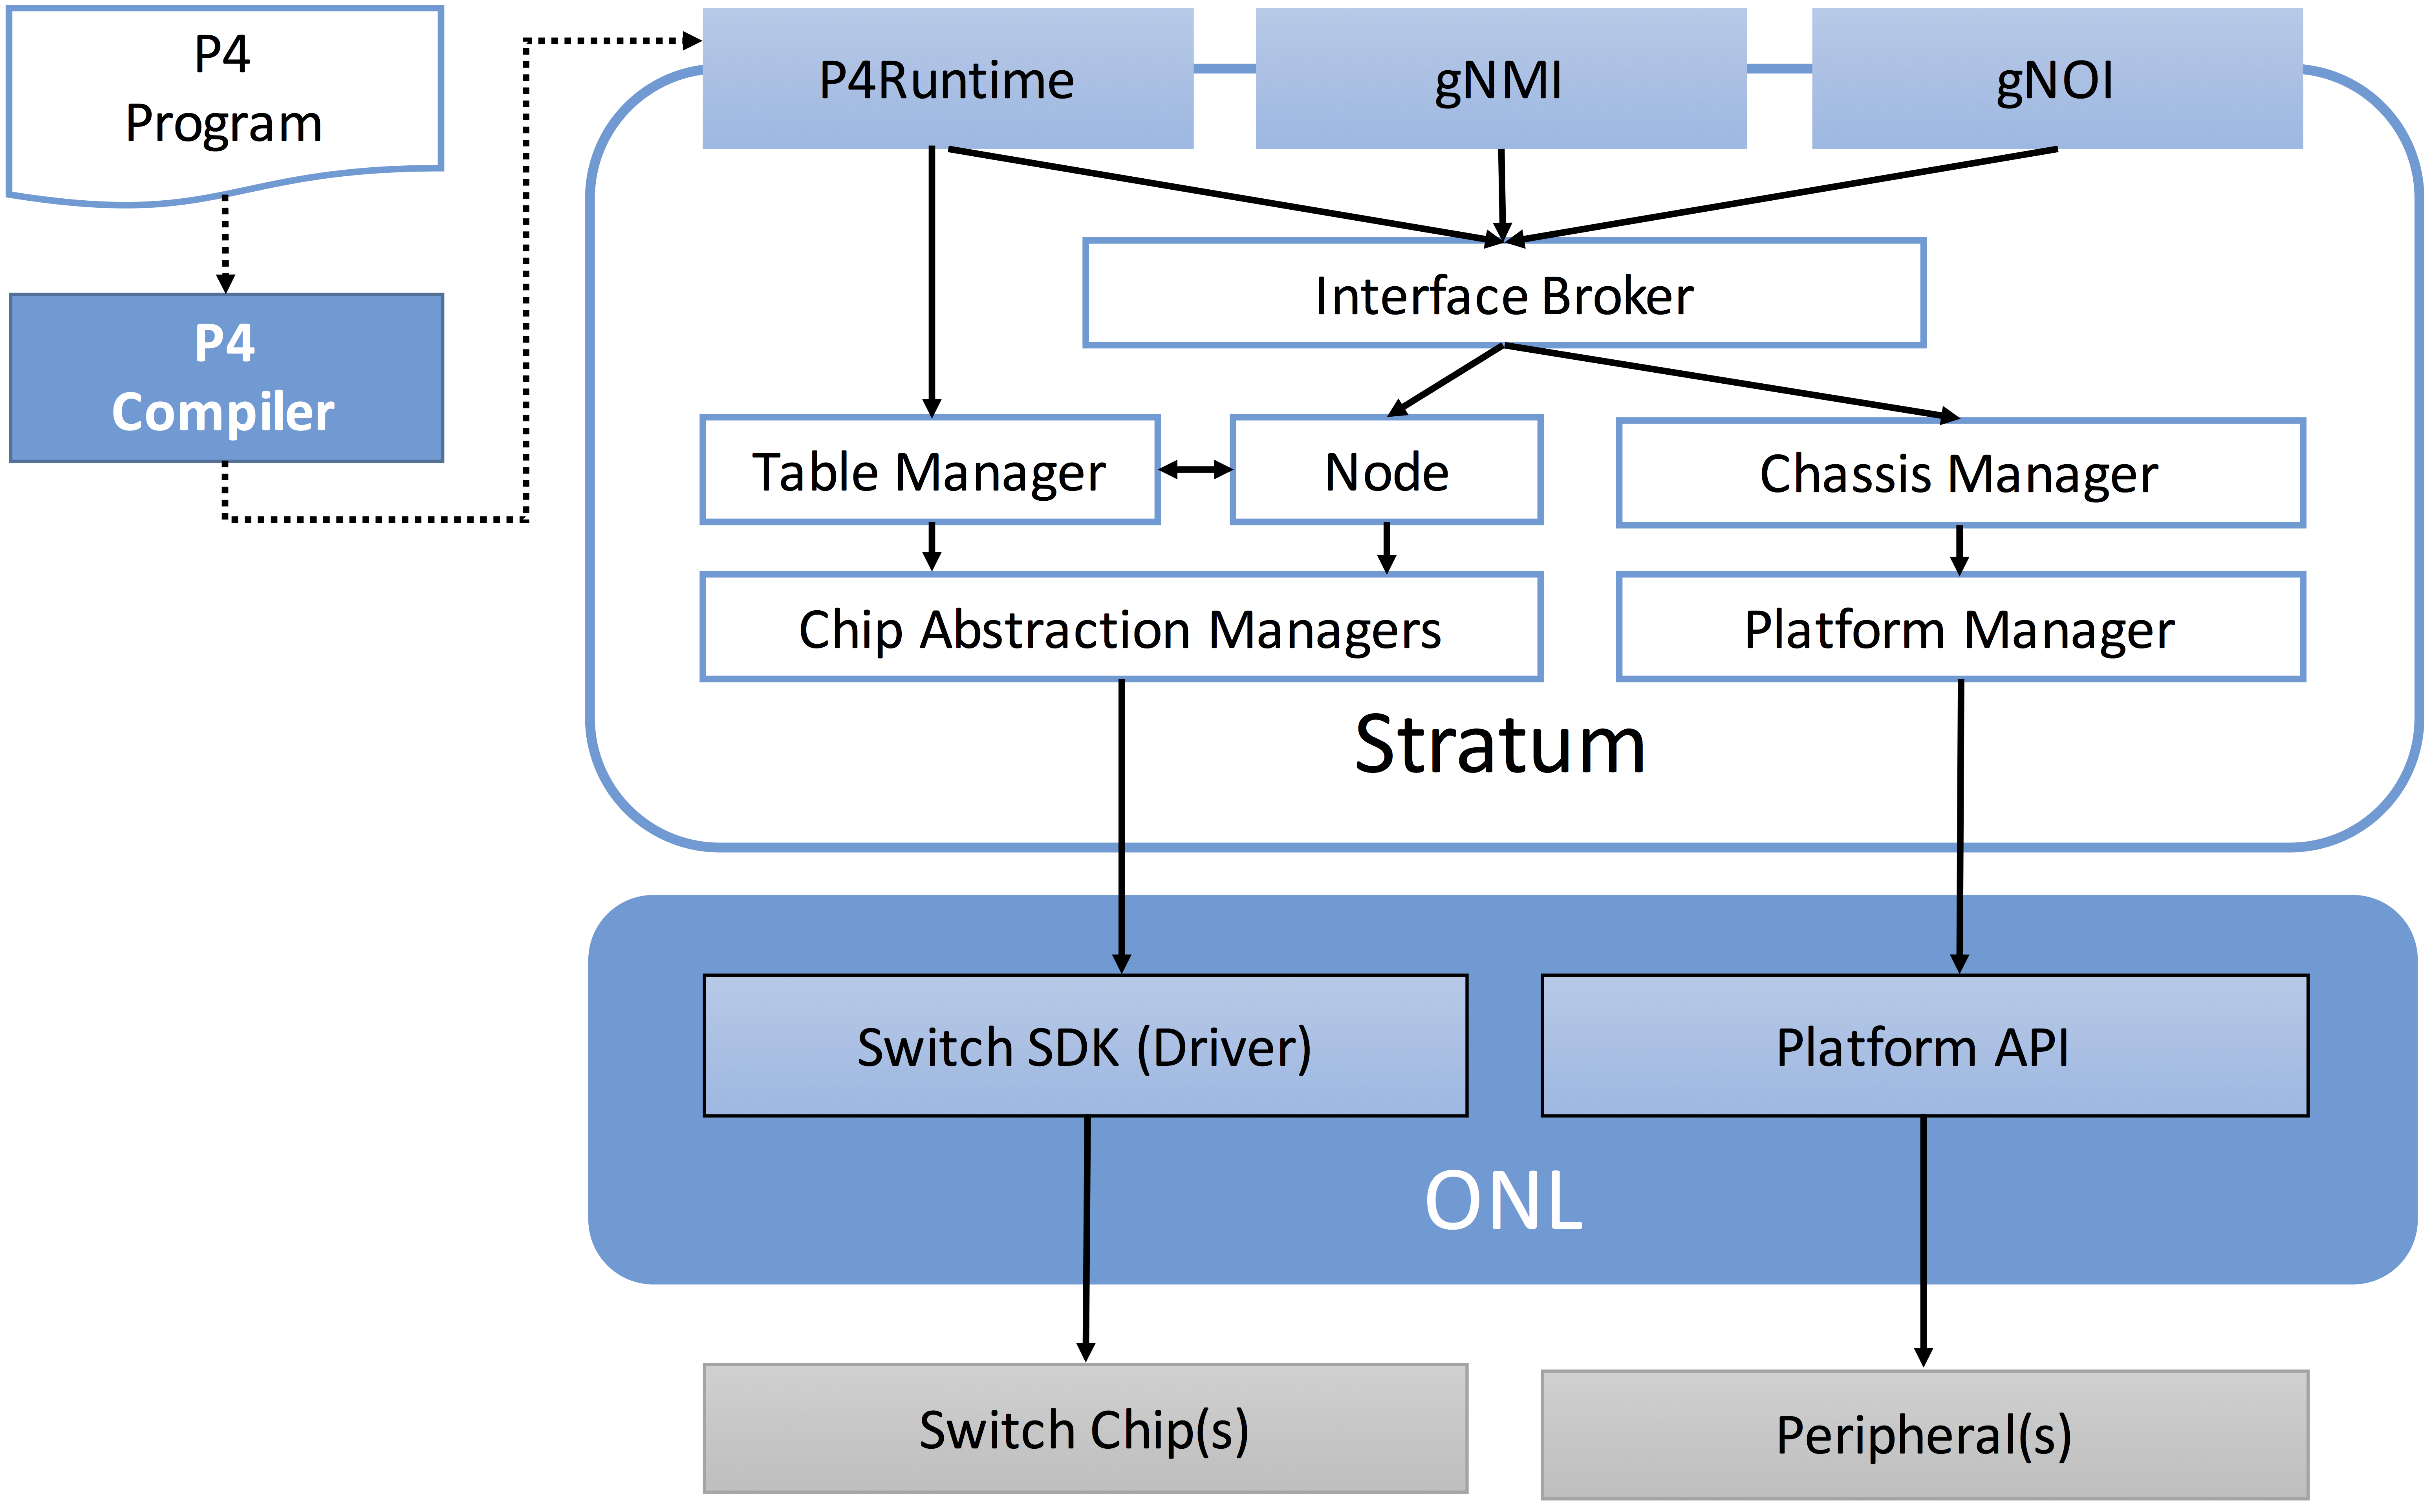 P4
Program
P4
Compiler
P4Runtime
gNMI
gNOI
Interface Broker
Table Manager
Node
Chassis Manager
Chip Abstraction Managers
Platform Manager
Stratum
Switch SDK (Driver)
Platform API
ONL
Switch Chip(s)
Peripheral(s)